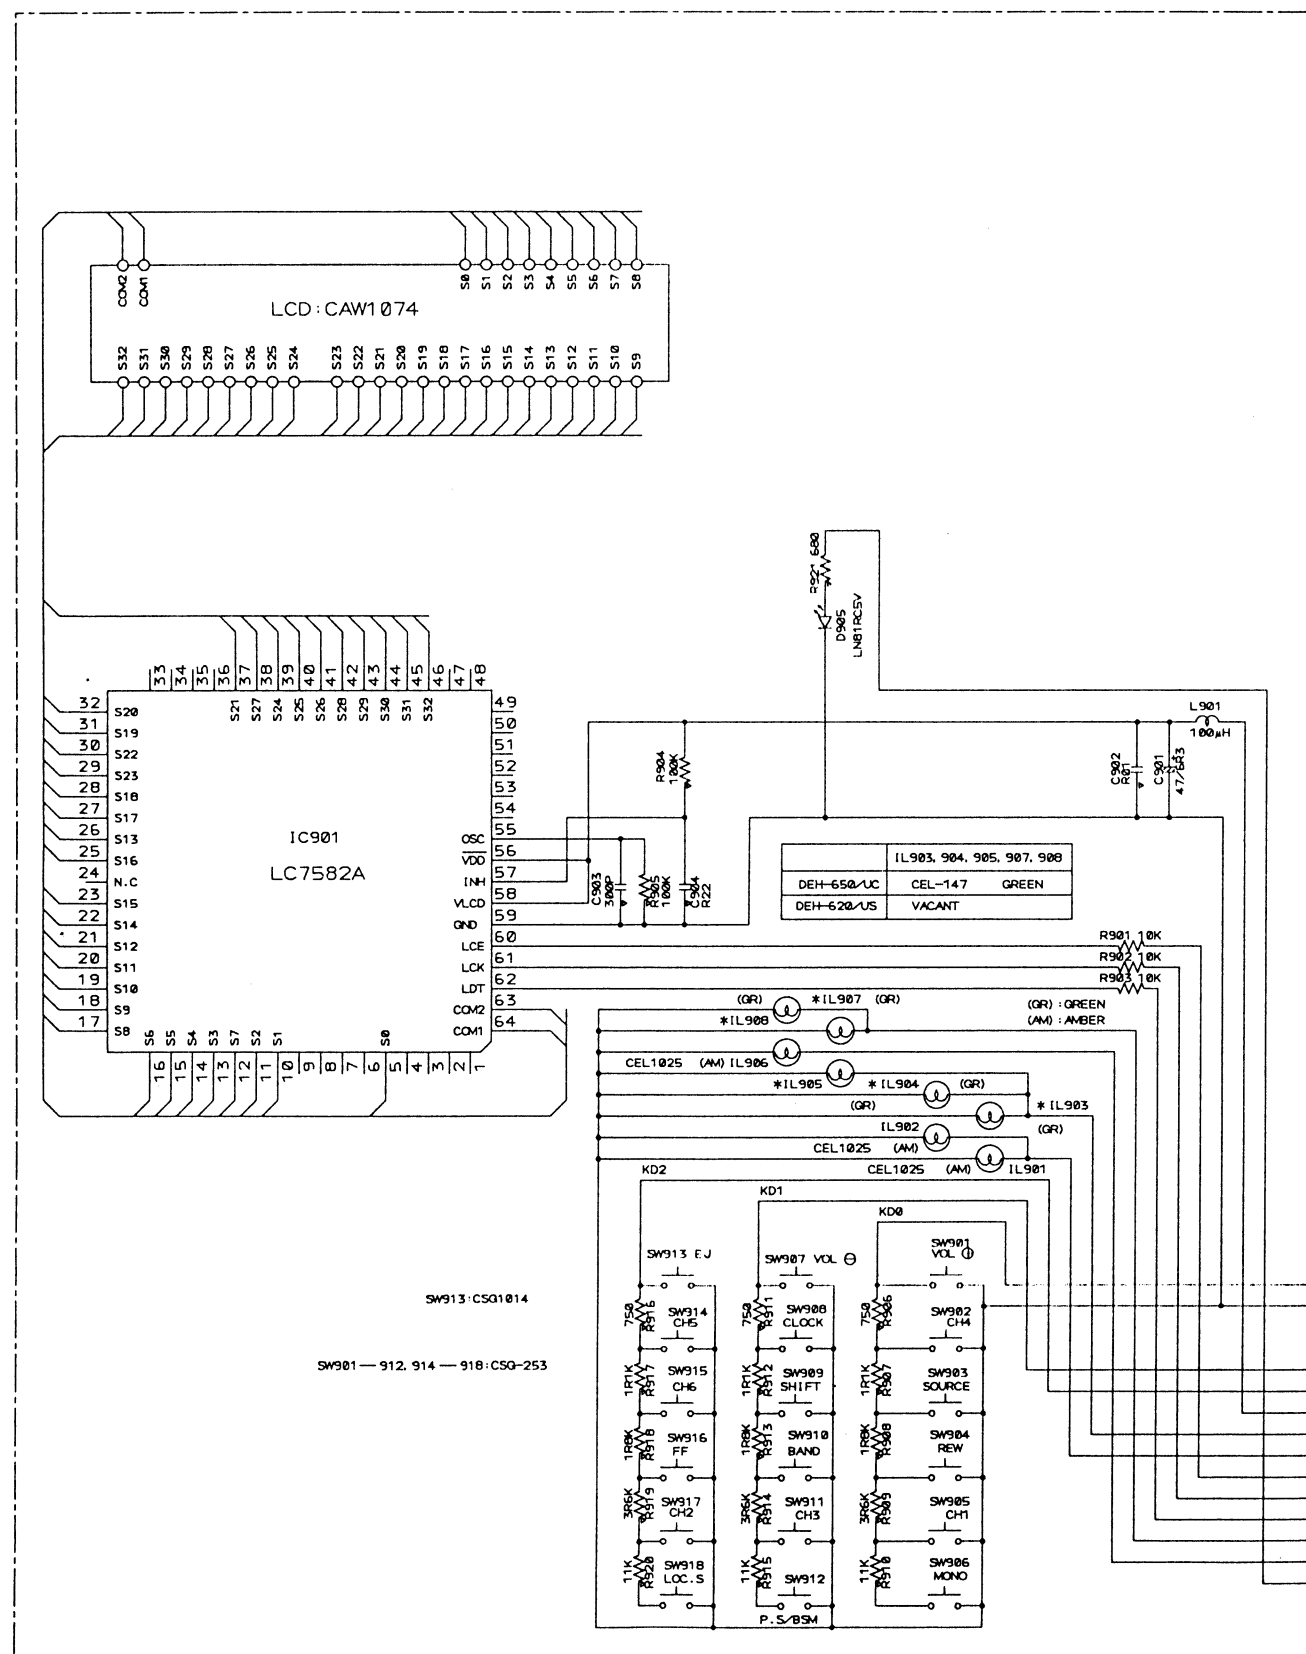 COM2 COM1 S0 S1 S2 S3 S4 S5 S6 S7 S8
LCD:CAW1074
S32 S31 S30 S29 S28 S27 S26 S25 S24 S23 S22 S21 S20 S19 S18 S17 S16 S15 S14 S13 S12 S11 S10 S9
R921 680
D905
LN81RC5V
33 34 35 36 37 38 39 40 41 42 43 44 45 46 47 48
S21 S27 S24 S25 S26 S28 S29 S30 S31 S32
32 S20
31 S19
30 S22
29 S23
28 S18
27 S17
26 S13
25 S16
24 N.C
23 S15
22 S14
21 S12
20 S11
19 S10
18 S9
17 S8
IC901
LC7582A
49
50
51
52
53
54
OSC 55
VDD 56
INH 57
VLCD 58
GND 59
LCE 60
LCK 61
LDT 62
COM2 63
COM1 64
S6 S5 S4 S3 S7 S2 S1 S0
16 15 14 13 12 11 10 9 8 7 6 5 4 3 2 1
L901
100μH
R904
100K
C902
R01
C901
47/6R3
C903
300P
R905
100K
C904
R22
IL903, 904, 905, 907, 908
DEH-650/UC CEL-147 GREEN
DEH-620/US VACANT
R901 10K
R902 10K
R903 10K
(GR) *IL907 (GR)
(GR) : GREEN
*IL908
(AM) : AMBER
CEL1025 (AM) IL906
*IL905 *IL904 (GR)
(GR) *IL903
IL902 (GR)
CEL1025 (AM)
CEL1025 (AM) IL901
KD2
KD1
KD0
SW913 EJ SW907 VOL ⊖ SW901 VOL ⊕
SW913:CSG1014
750 R916 SW914 CH5
750 R911 SW908 CLOCK
750 R906 SW902 CH4
SW901 — 912, 914 — 918:CSG-253
1R1K R917 SW915 CH6
1R1K R912 SW909 SHIFT
1R1K R907 SW903 SOURCE
1R8K R918 SW916 FF
1R8K R913 SW910 BAND
1R8K R908 SW904 REW
3R6K R919 SW917 CH2
3R6K R914 SW911 CH3
3R6K R909 SW905 CH1
11K R920 SW918 LOC.S
11K R915 SW912
11K R910 SW906 MONO
P.S/BSM